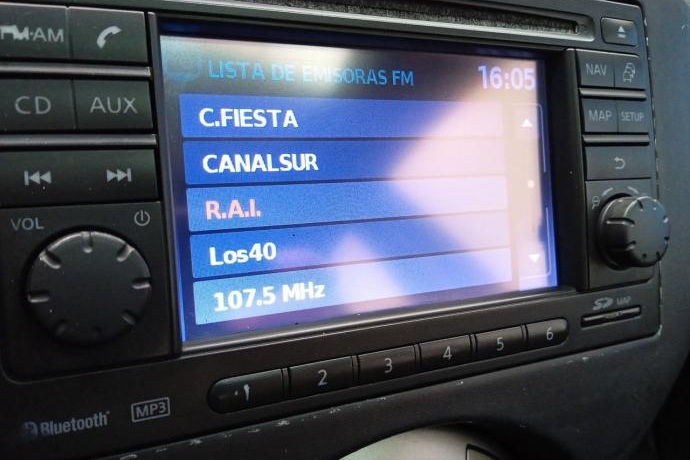 FM·AM
CD AUX
VOL
LISTA DE EMISORAS FM 16:05
C.FIESTA
CANALSUR
R.A.I.
Los40
107.5 MHz
NAV
MAP SETUP
SD MAP
1 2 3 4 5 6
Bluetooth MP3